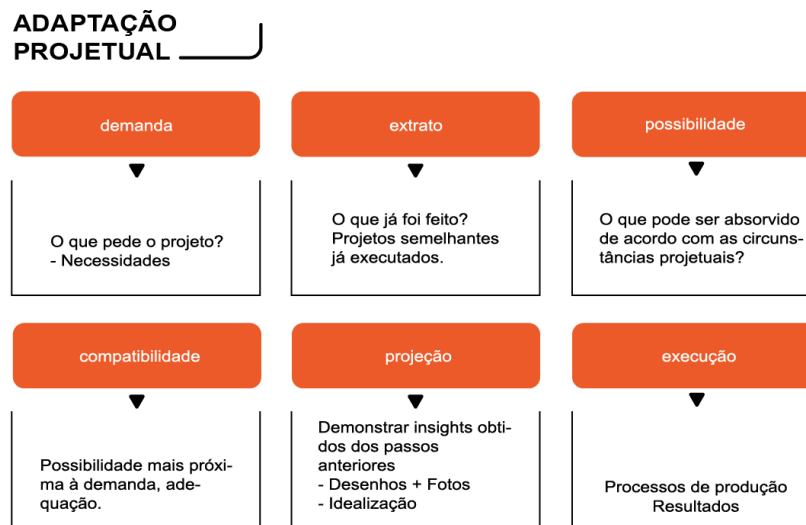 ADAPTAÇÃO
PROJETUAL
demanda
O que pede o projeto?
- Necessidades
extrato
O que já foi feito?
Projetos semelhantes
já executados.
possibilidade
O que pode ser absorvido
de acordo com as circuns-
tâncias projetuais?
compatibilidade
Possibilidade mais próxi-
ma à demanda, ade-
quação.
projeção
Demonstrar insights obti-
dos dos passos
anteriores
- Desenhos + Fotos
- Idealização
execução
Processos de produção
Resultados